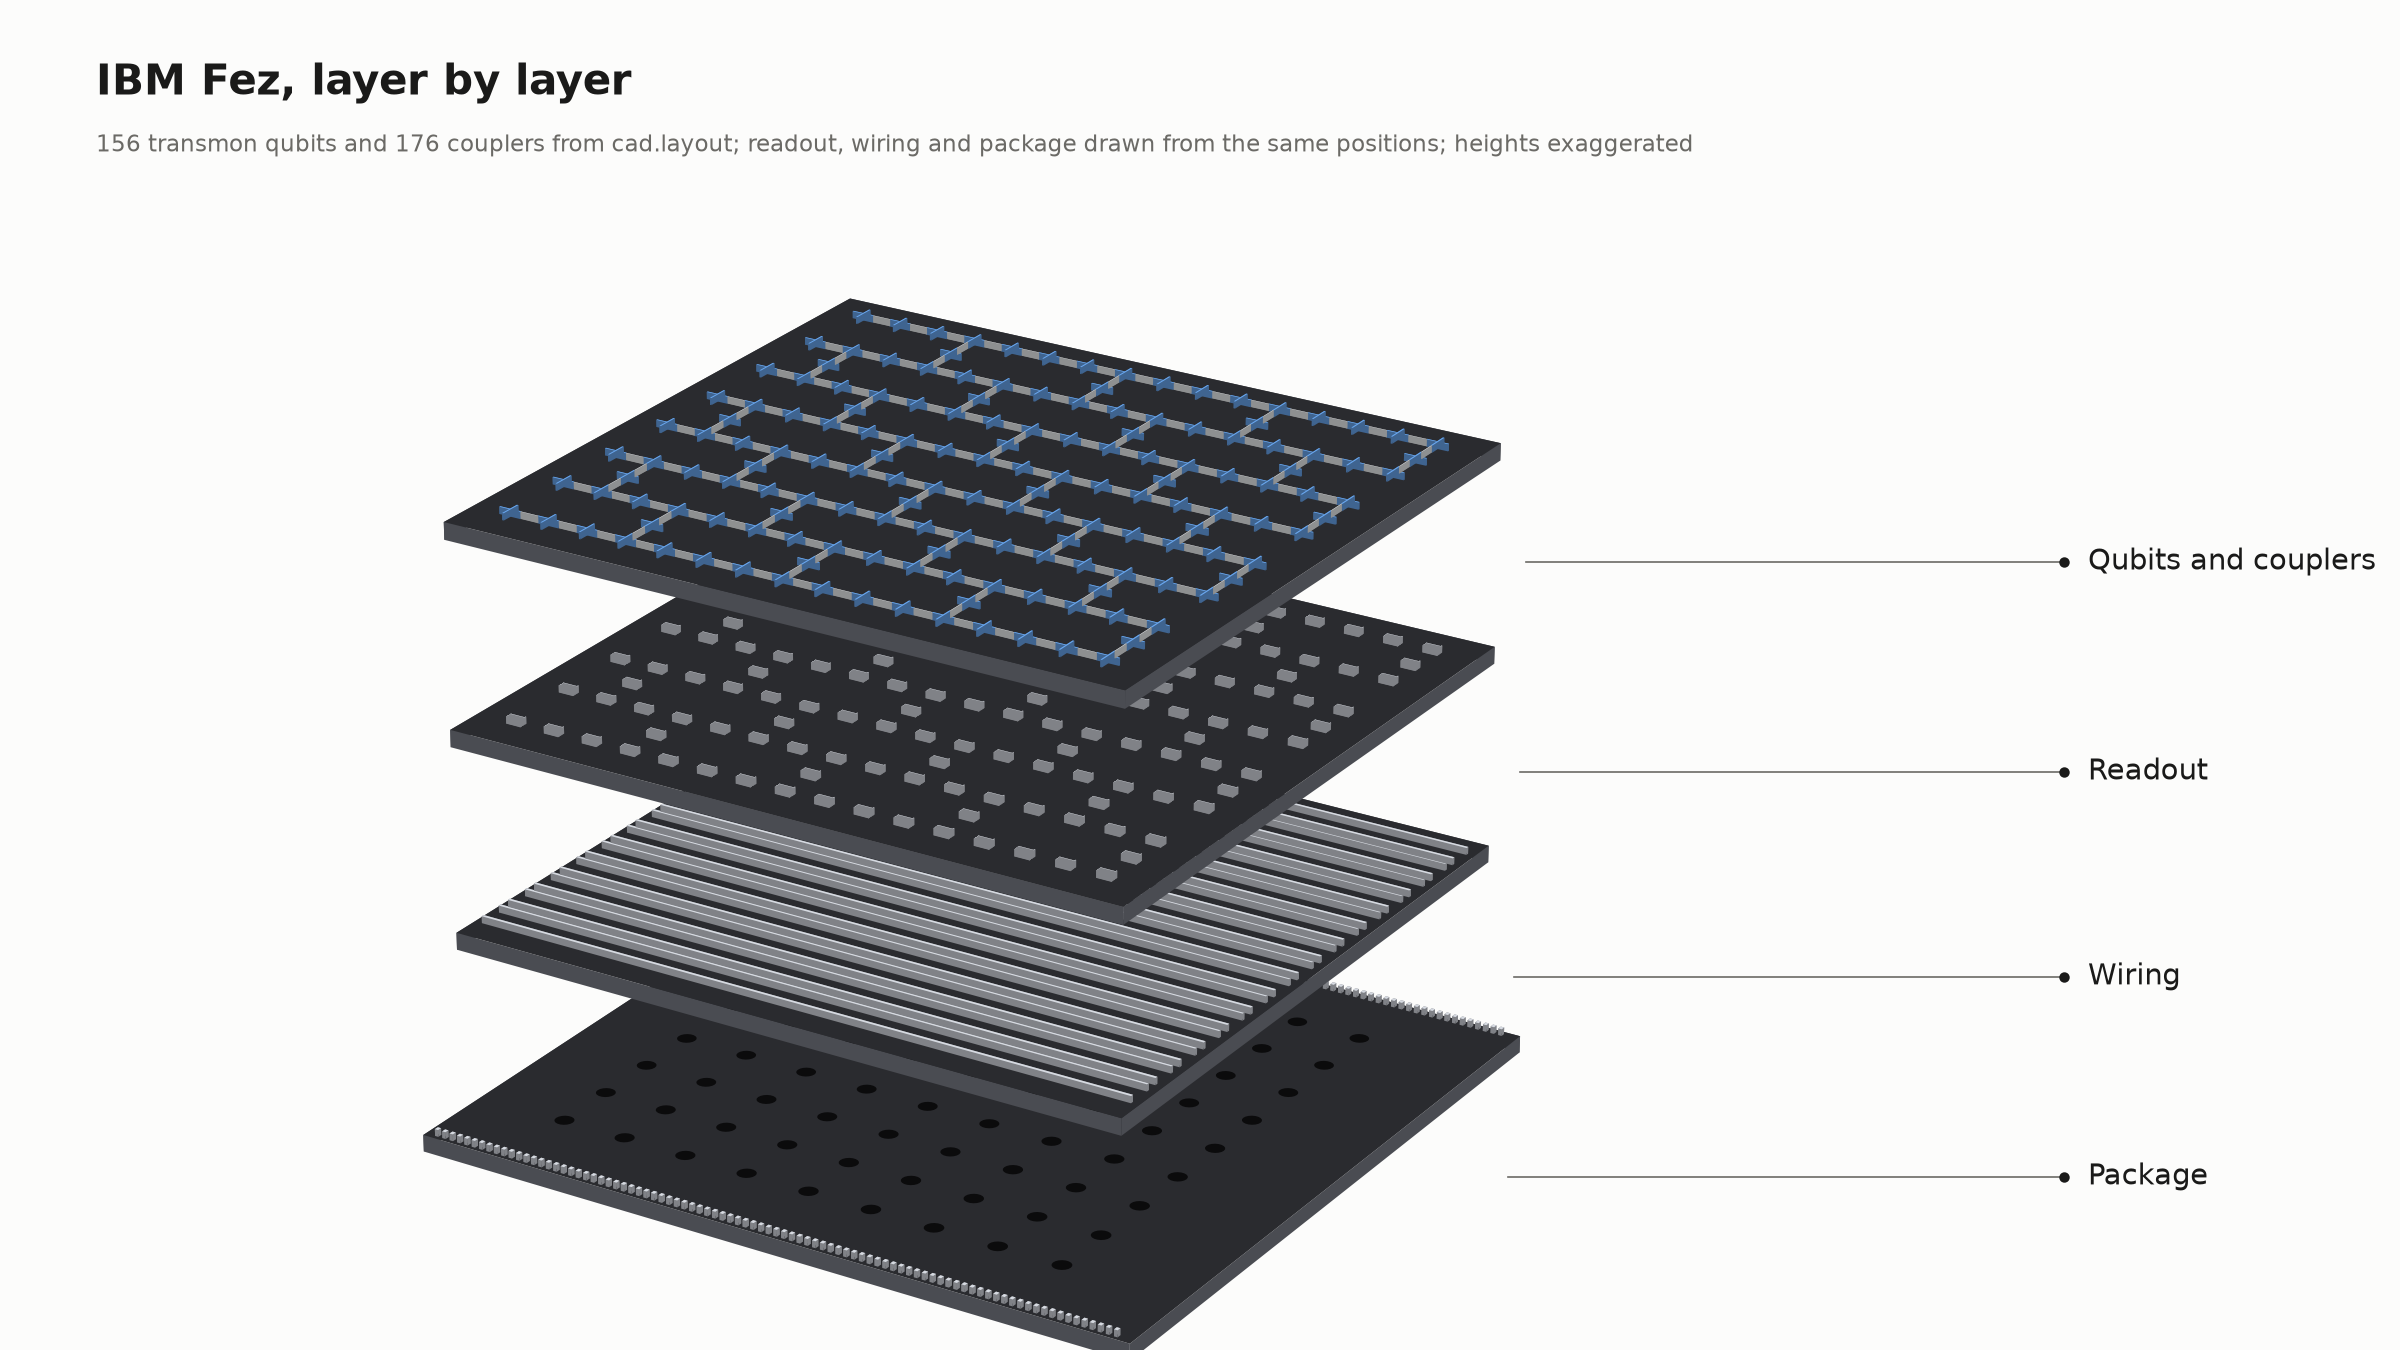 IBM Fez, layer by layer
156 transmon qubits and 176 couplers from cad.layout; readout, wiring and package drawn from the same positions; heights exaggerated
Qubits and couplers
Readout
Wiring
Package